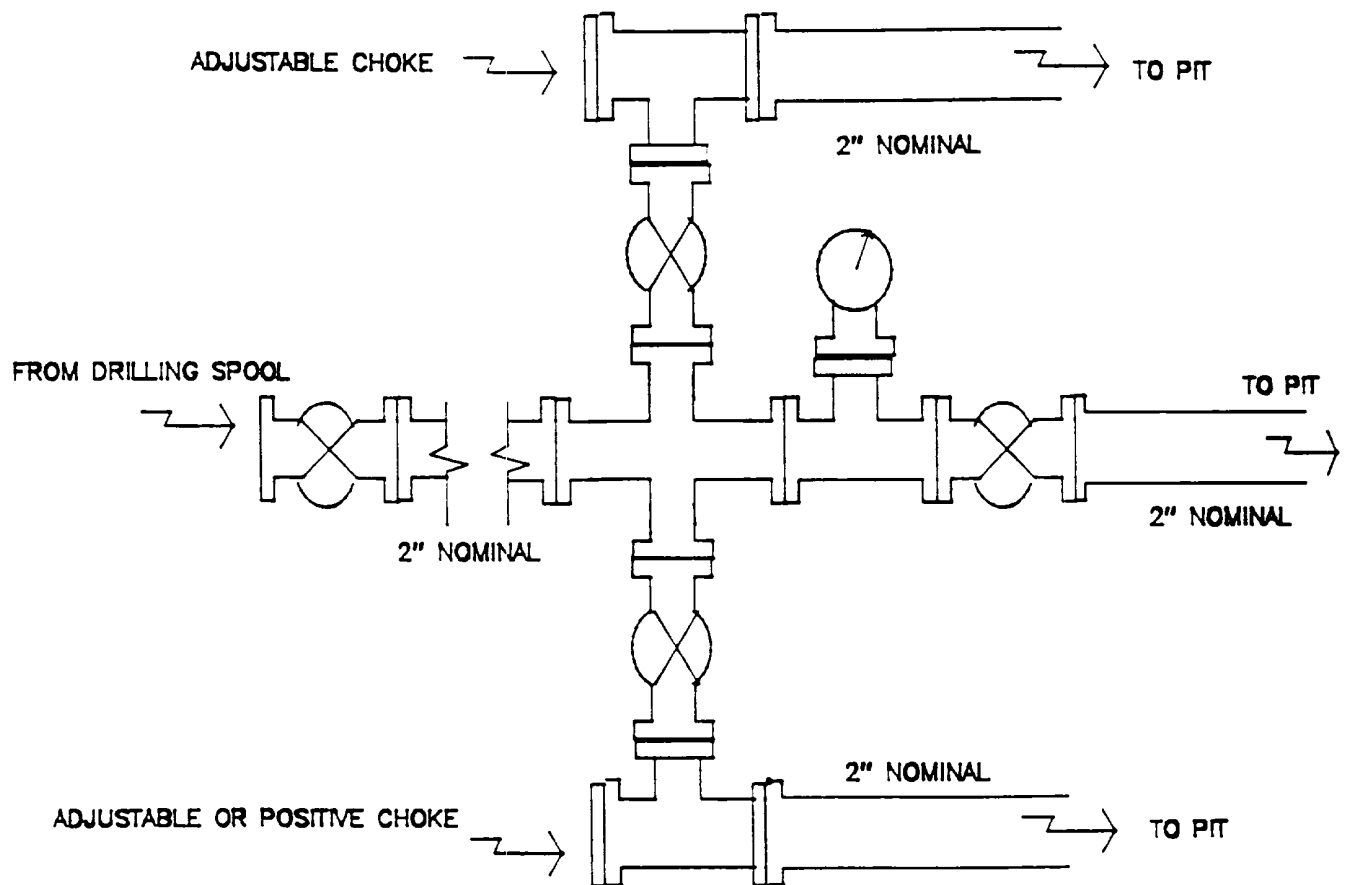 ADJUSTABLE CHOKE
TO PIT
2" NOMINAL
FROM DRILLING SPOOL
TO PIT
2" NOMINAL
2" NOMINAL
2" NOMINAL
ADJUSTABLE OR POSITIVE CHOKE
TO PIT